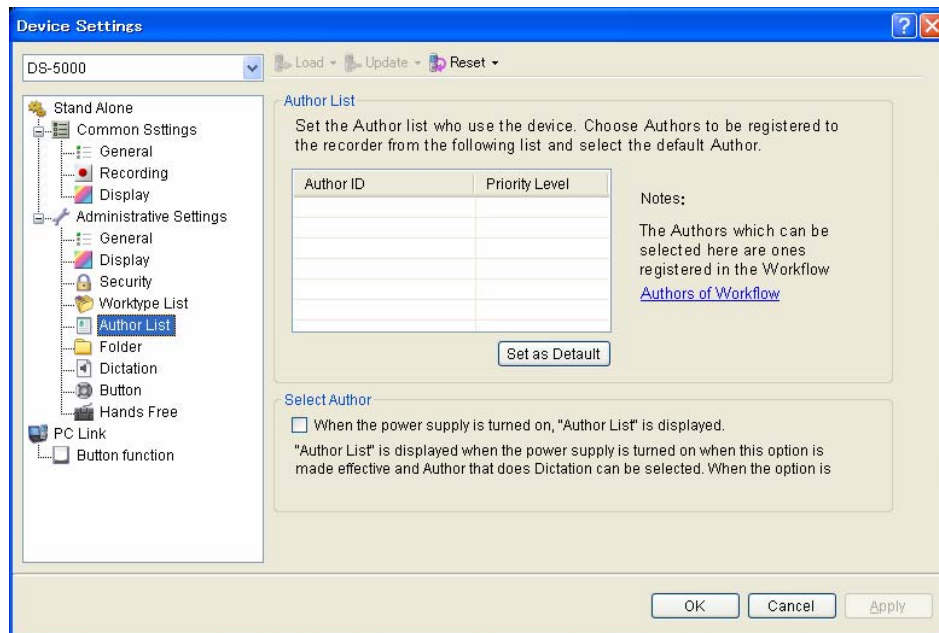 Device Settings
DS-5000
Load
Update
Reset
Stand Alone
Common Ssttings
General
Recording
Display
Administrative Settings
General
Display
Security
Worktype List
Author List
Folder
Dictation
Button
Hands Free
PC Link
Button function
Author List
Set the Author list who use the device. Choose Authors to be registered to
the recorder from the following list and select the default Author.
Author ID
Priority Level
Notes:
The Authors which can be
selected here are ones
registered in the Workflow
Authors of Workflow
Set as Detault
Select Author
When the power supply is turned on, "Author List" is displayed.
"Author List" is displayed when the power supply is turned on when this option is
made effective and Author that does Dictation can be selected. When the option is
OK
Cancel
Apply